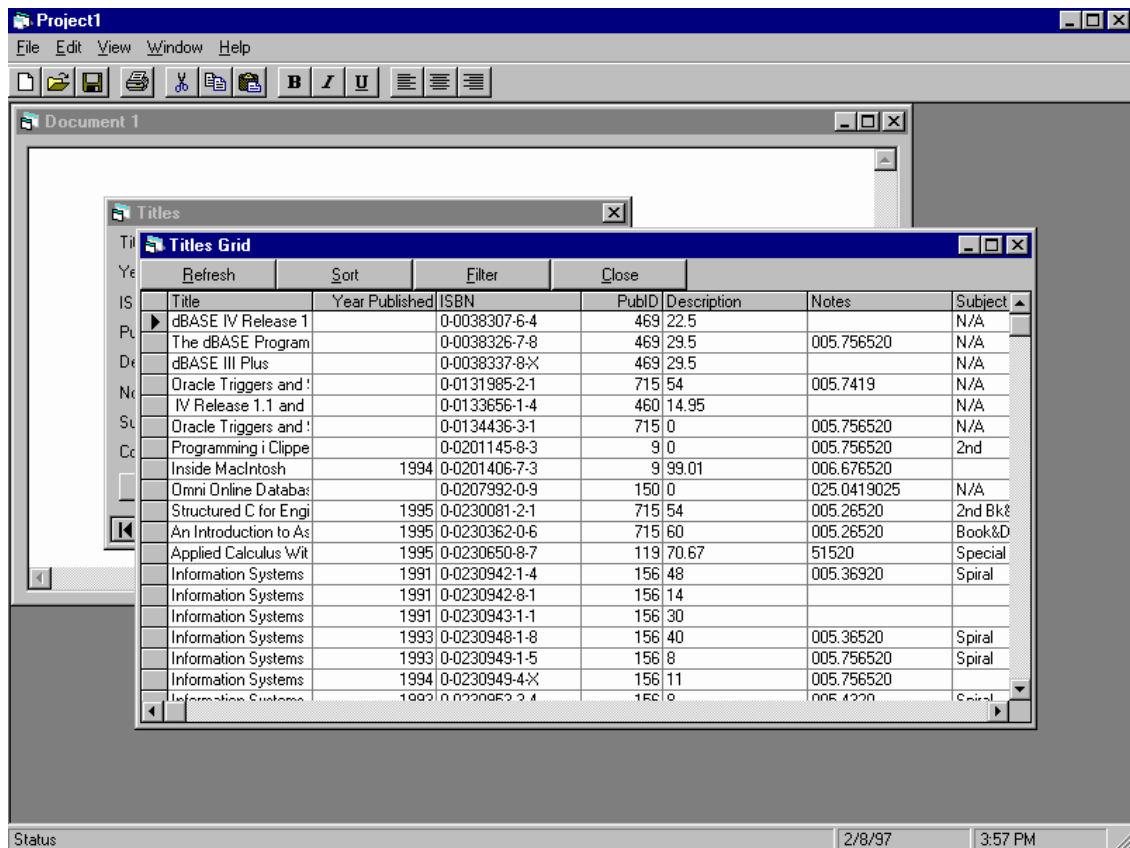 Project1
File Edit View Window Help
B I U
Document 1
Titles
Titles Grid
Refresh Sort Filter Close
Title Year Published ISBN PubID Description Notes Subject
dBASE IV Release 1 0-0038307-6-4 469 22.5 N/A
The dBASE Program 0-0038326-7-8 469 29.5 005.756520 N/A
dBASE III Plus 0-0038337-8-X 469 29.5 N/A
Oracle Triggers and 0-0131985-2-1 715 54 005.7419 N/A
IV Release 1.1 and 0-0133656-1-4 460 14.95 N/A
Oracle Triggers and 0-0134436-3-1 715 0 005.756520 N/A
Programming i Clippe 0-0201145-8-3 9 0 005.756520 2nd
Inside MacIntosh 1994 0-0201406-7-3 9 99.01 006.676520
Omni Online Databas 0-0207992-0-9 150 0 025.0419025 N/A
Structured C for Engi 1995 0-0230081-2-1 715 54 005.26520 2nd Bk&
An Introduction to As 1995 0-0230362-0-6 715 60 005.26520 Book&D
Applied Calculus Wit 1995 0-0230650-8-7 119 70.67 51520 Special
Information Systems 1991 0-0230942-1-4 156 48 005.36920 Spiral
Information Systems 1991 0-0230942-8-1 156 14
Information Systems 1991 0-0230943-1-1 156 30
Information Systems 1993 0-0230948-1-8 156 40 005.36520 Spiral
Information Systems 1993 0-0230949-1-5 156 8 005.756520 Spiral
Information Systems 1994 0-0230949-4-X 156 11 005.756520
Status 2/8/97 3:57 PM